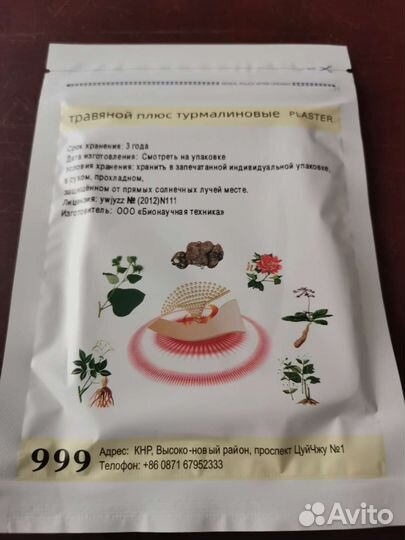 травяной плюс турмалиновые PLASTER
Срок хранения: 3 года
Дата изготовления: Смотреть на упаковке
условия хранения: хранить в запечатанной индивидуальной упаковке,
в сухом, прохладном,
защищённом от прямых солнечных лучей месте.
Лицензия: ywjyzz № (2012)N111
Изготовитель: ООО «Бионаучная техника»
999
Адрес: КНР, Высоко-новый район, проспект ЦуйЧжу №1
Телефон: +86 0871 67952333
Avito